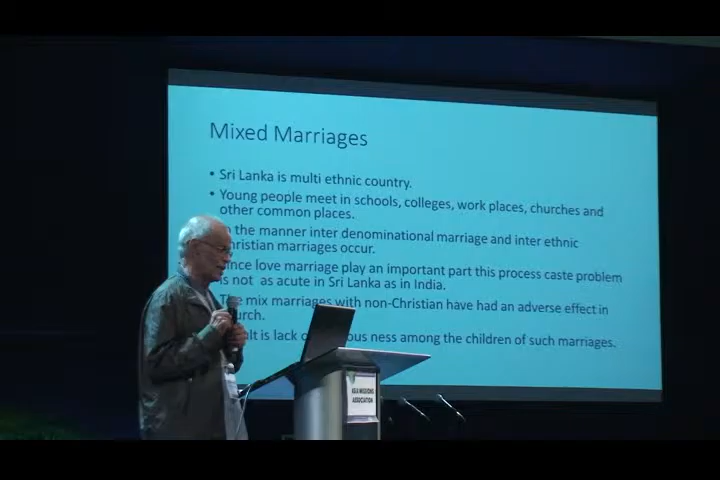 Mixed Marriages
• Sri Lanka is multi ethnic country.
• Young people meet in schools, colleges, work places, churches and
other common places.
the manner inter denominational marriage and inter ethnic
hristian marriages occur.
ince love marriage play an important part this process caste problem
is not as acute in Sri Lanka as in India.
The mix marriages with non-Christian have had an adverse effect in
urch.
lt is lack o ous ness among the children of such marriages.
ASIA MISSIONS
ASSOCIATION